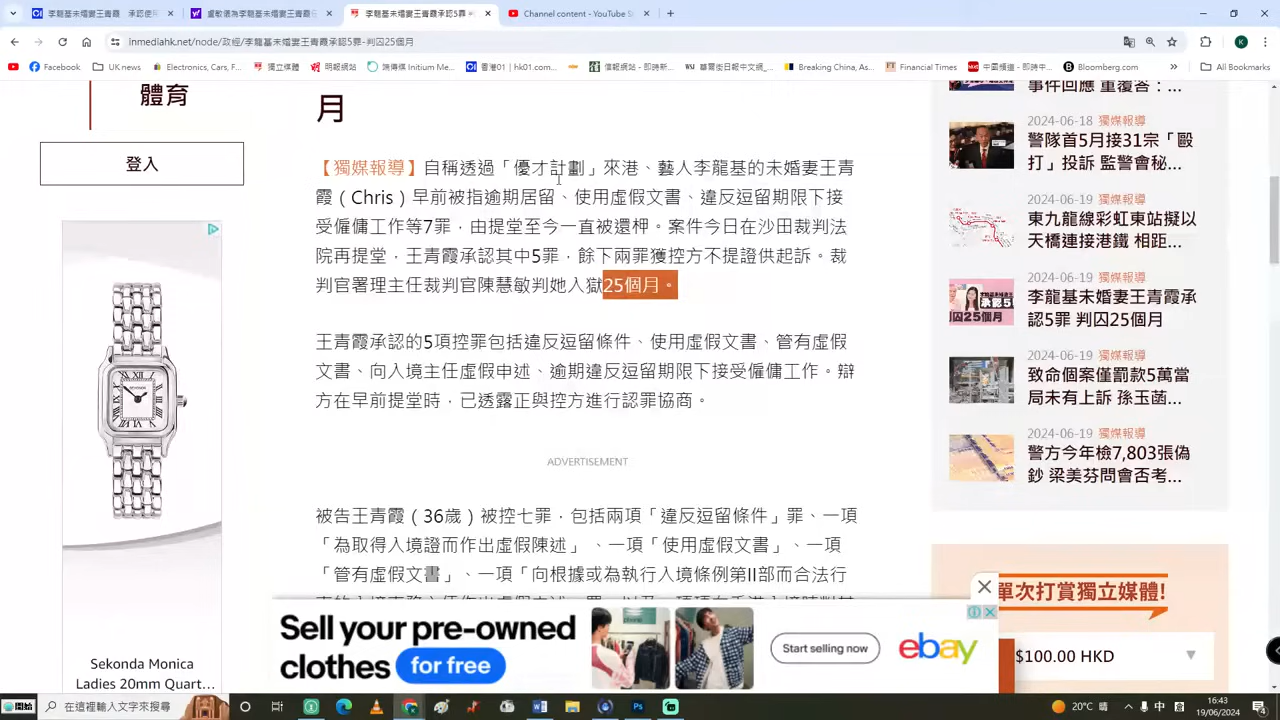 李龍基未婚妻王青霞 承認使用
盧敏儀為李龍基未婚妻王青霞任
李龍基未婚妻王青霞承認5罪
Channel content - YouTube S
inmediahk.net/node/政經/李龍基未婚妻王青霞承認5罪-判囚25個月
Facebook
UK news
Electronics, Cars, F...
獨立媒體
明報網站
端傳媒 Initium Me...
香港01 | hk01.com...
信報網站 - 即時新...
華爾街日報中文網_...
Breaking China, As...
Financial Times
中國頻道 - 即時中...
Bloomberg.com
All Bookmarks
體育
登入
Sekonda Monica
Ladies 20mm Quart...
月
【獨媒報導】自稱透過「優才計劃」來港、藝人李龍基的未婚妻王青
霞（Chris）早前被指逾期居留、使用虛假文書、違反逗留期限下接
受僱傭工作等7罪，由提堂至今一直被還柙。案件今日在沙田裁判法
院再提堂，王青霞承認其中5罪，餘下兩罪獲控方不提證供起訴。裁
判官署理主任裁判官陳慧敏判她入獄25個月。
王青霞承認的5項控罪包括違反逗留條件、使用虛假文書、管有虛假
文書、向入境主任虛假申述、逾期違反逗留期限下接受僱傭工作。辯
方在早前提堂時，已透露正與控方進行認罪協商。
ADVERTISEMENT
被告王青霞（36歲）被控七罪，包括兩項「違反逗留條件」罪、一項
「為取得入境證而作出虛假陳述」、一項「使用虛假文書」、一項
「管有虛假文書」、一項「向根據或為執行入境條例第II部而合法行
事件回應 重覆答：...
2024-06-18 獨媒報導
警隊首5月接31宗「毆
打」投訴 監警會秘...
2024-06-19 獨媒報導
東九龍線彩虹東站擬以
天橋連接港鐵 相距...
2024-06-19 獨媒報導
李龍基未婚妻王青霞承
認5罪 判囚25個月
2024-06-19 獨媒報導
致命個案僅罰款5萬當
局未有上訴 孫玉菡...
2024-06-19 獨媒報導
警方今年檢7,803張偽
鈔 梁美芬問會否考...
單次打賞獨立媒體!
$100.00 HKD
Sell your pre-owned
clothes for free
Start selling now
ebay
開始
在這裡輸入文字來搜尋
20°C 晴
中
16:43
19/06/2024